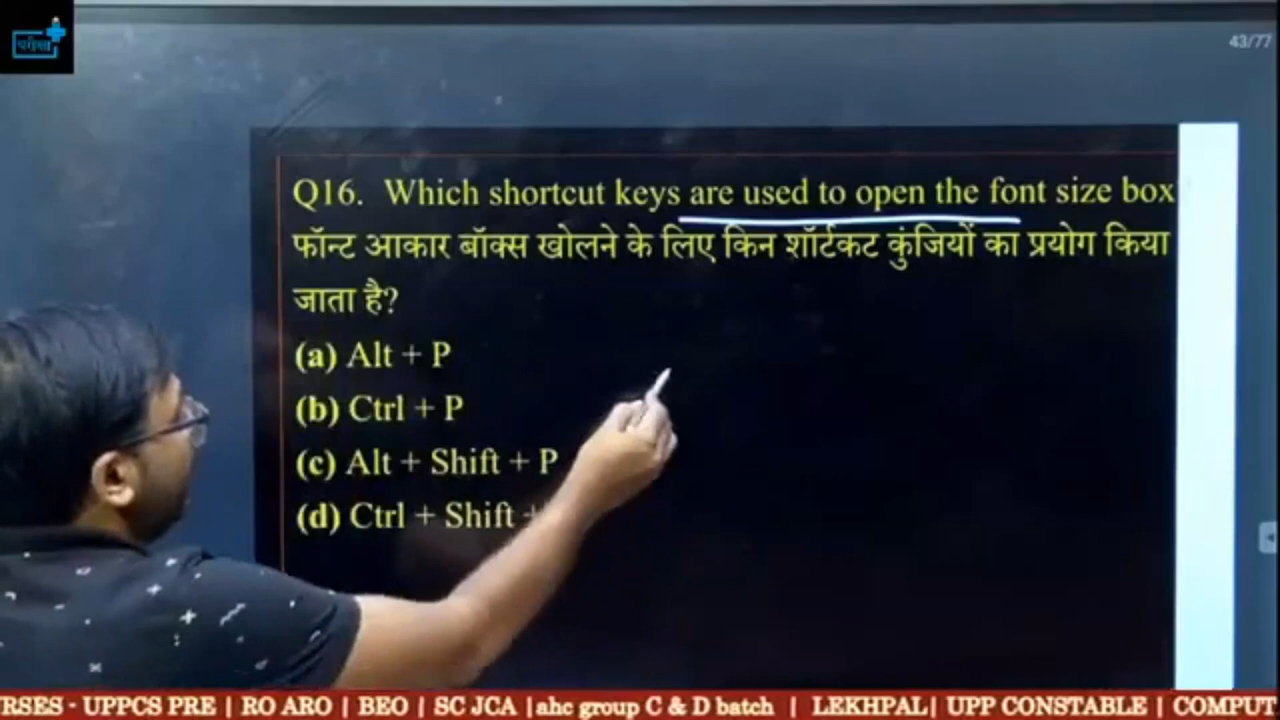 परीक्षा
43/77
Q16. Which shortcut keys are used to open the font size box
फॉन्ट आकार बॉक्स खोलने के लिए किन शॉर्टकट कुंजियों का प्रयोग किया
जाता है?
(a) Alt + P
(b) Ctrl + P
(c) Alt + Shift + P
(d) Ctrl + Shift +
RSES - UPPCS PRE | RO ARO | BEO | SC JCA |ahc group C & D batch | LEKHPAL| UPP CONSTABLE | COMPUT